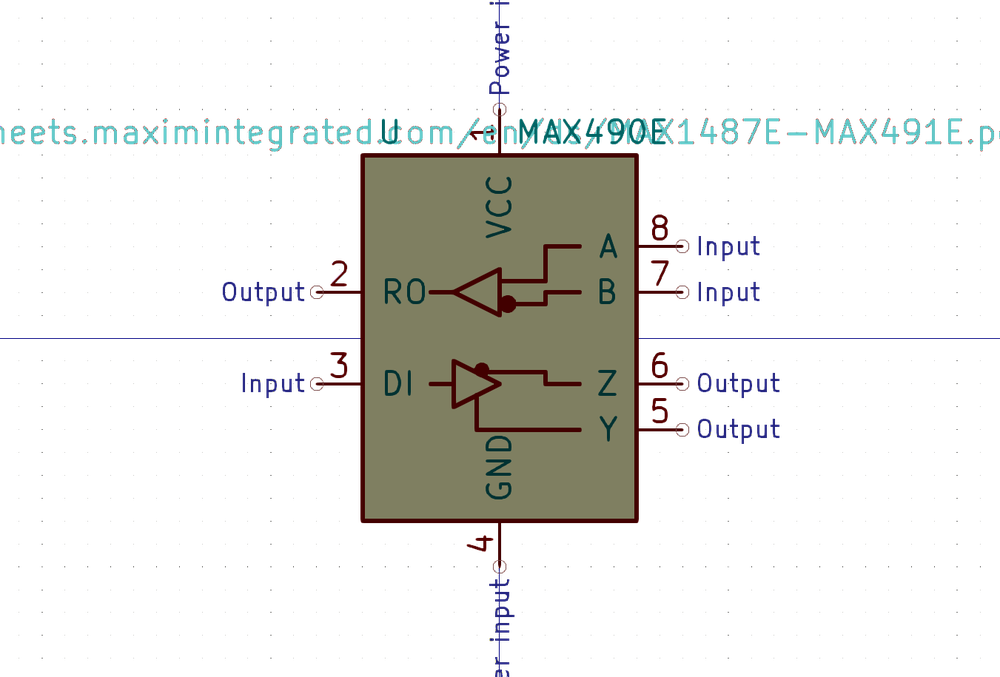 Power i
heets.maximintegrated.com/en/ds/MAX1487E-MAX491E.p
U
1
MAX490E
VCC
A
8
Input
Output
2
RO
B
7
Input
Input
3
DI
Z
6
Output
Y
5
Output
GND
4
er input